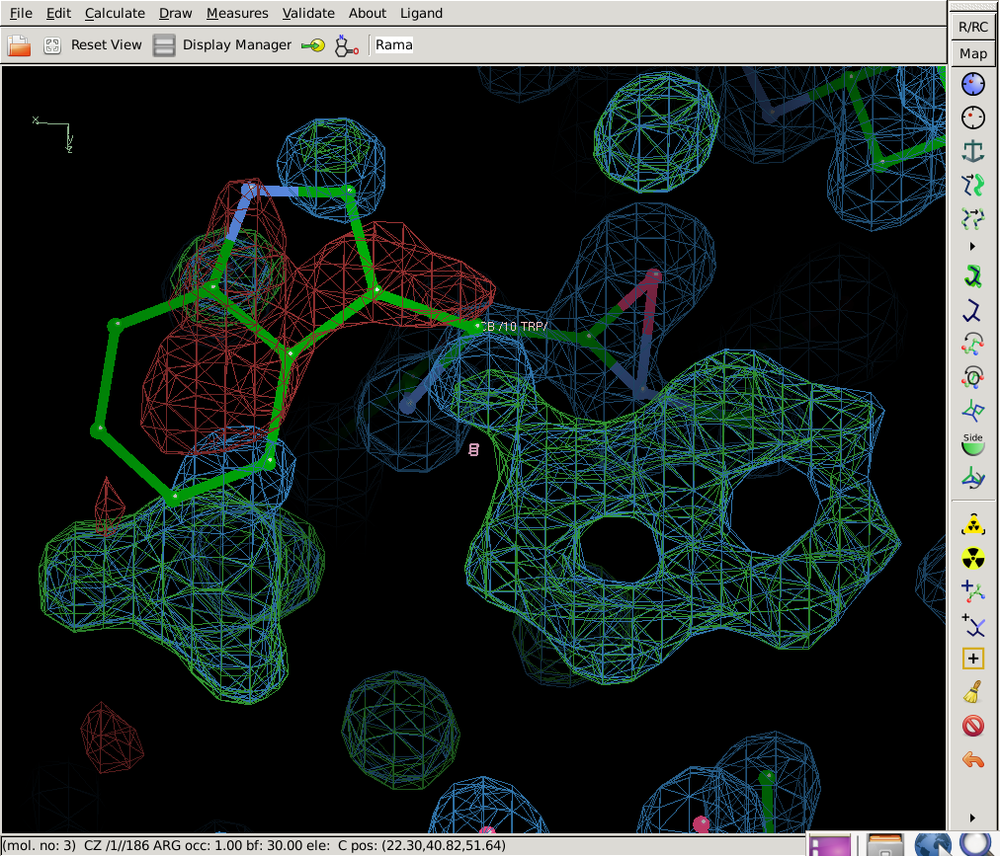 File Edit Calculate Draw Measures Validate About Ligand
R/RC
Reset View Display Manager Rama
Map
x
CB /10 TRP/
Side
(mol. no: 3) CZ /1//186 ARG occ: 1.00 bf: 30.00 ele: C pos: (22.30,40.82,51.64)